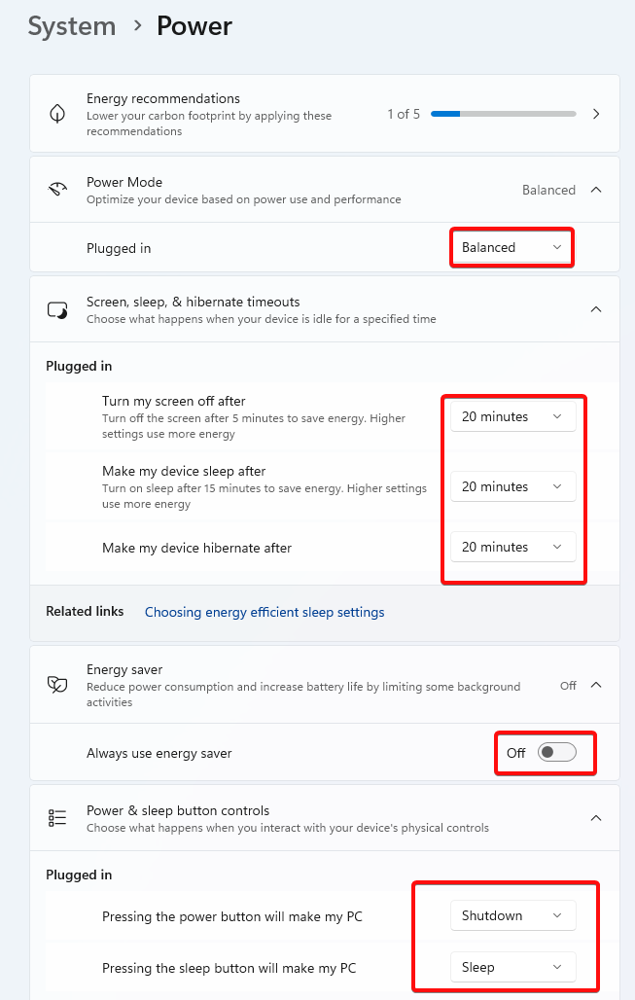 System > Power
Energy recommendations
Lower your carbon footprint by applying these
recommendations
1 of 5
Power Mode
Optimize your device based on power use and performance
Balanced
Plugged in
Balanced
Screen, sleep, & hibernate timeouts
Choose what happens when your device is idle for a specified time
Plugged in
Turn my screen off after
Turn off the screen after 5 minutes to save energy. Higher
settings use more energy
20 minutes
Make my device sleep after
Turn on sleep after 15 minutes to save energy. Higher settings
use more energy
20 minutes
Make my device hibernate after
20 minutes
Related links Choosing energy efficient sleep settings
Energy saver
Reduce power consumption and increase battery life by limiting some background
activities
Off
Always use energy saver
Off
Power & sleep button controls
Choose what happens when you interact with your device's physical controls
Plugged in
Pressing the power button will make my PC
Shutdown
Pressing the sleep button will make my PC
Sleep